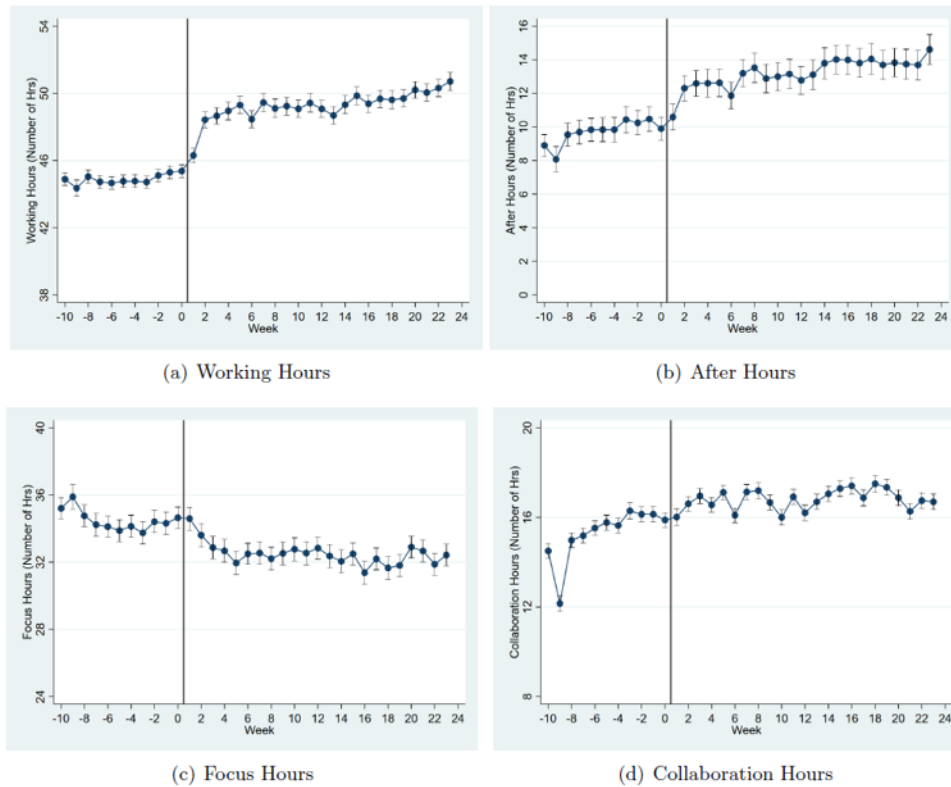 Working Hours (Number of Hrs)
54
50
46
42
38
-10 -8 -6 -4 -2 0 2 4 6 8 10 12 14 16 18 20 22 24
Week
(a) Working Hours
After Hours (Number of Hrs)
16
14
12
10
8
6
4
2
0
-10 -8 -6 -4 -2 0 2 4 6 8 10 12 14 16 18 20 22 24
Week
(b) After Hours
Focus Hours (Number of Hrs)
40
36
32
28
24
-10 -8 -6 -4 -2 0 2 4 6 8 10 12 14 16 18 20 22 24
Week
(c) Focus Hours
Collaboration Hours (Number of Hrs)
20
16
12
8
-10 -8 -6 -4 -2 0 2 4 6 8 10 12 14 16 18 20 22 24
Week
(d) Collaboration Hours